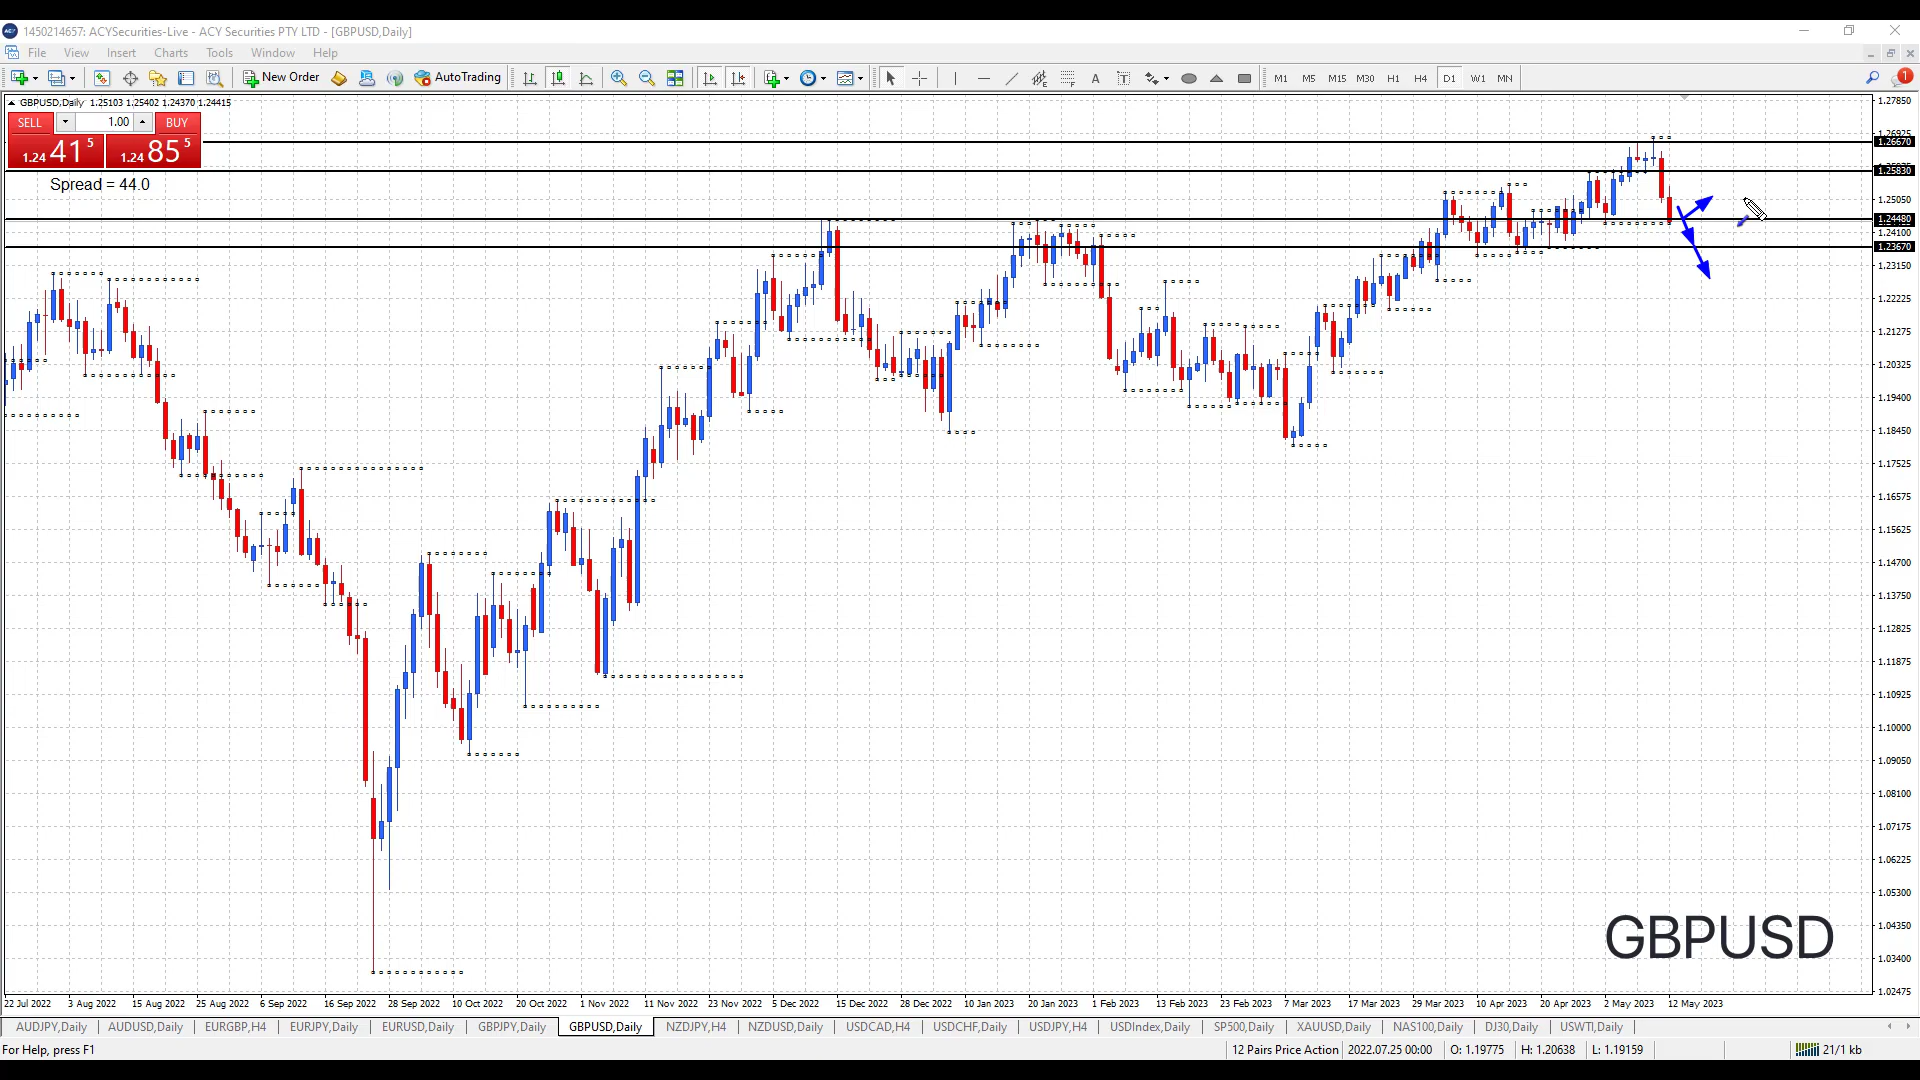 1450214657: ACYSecurities-Live - ACY Securities PTY LTD - [GBPUSD,Daily]
File View Insert Charts Tools Window Help
New Order AutoTrading A T M1 M5 M15 M30 H1 H4 D1 W1 MN 1
GBPUSD,Daily 1.25103 1.25402 1.24370 1.24415
SELL 1.00 BUY
1.24 41 5 1.24 85 5
Spread = 44.0
1.27850
1.26925
1.26670
1.25830
1.25050
1.24480
1.24100
1.23670
1.23150
1.22225
1.21275
1.20325
1.19400
1.18450
1.17525
1.16575
1.15625
1.14700
1.13750
1.12825
1.11875
1.10925
1.10000
1.09050
1.08100
1.07175
1.06225
1.05300
1.04350
1.03400
1.02475
GBPUSD
22 Jul 2022 3 Aug 2022 15 Aug 2022 25 Aug 2022 6 Sep 2022 16 Sep 2022 28 Sep 2022 10 Oct 2022 20 Oct 2022 1 Nov 2022 11 Nov 2022 23 Nov 2022 5 Dec 2022 15 Dec 2022 28 Dec 2022 10 Jan 2023 20 Jan 2023 1 Feb 2023 13 Feb 2023 23 Feb 2023 7 Mar 2023 17 Mar 2023 29 Mar 2023 10 Apr 2023 20 Apr 2023 2 May 2023 12 May 2023
AUDJPY,Daily AUDUSD,Daily EURGBP,H4 EURJPY,Daily EURUSD,Daily GBPJPY,Daily GBPUSD,Daily NZDJPY,H4 NZDUSD,Daily USDCAD,H4 USDCHF,Daily USDJPY,H4 USDIndex,Daily SP500,Daily XAUUSD,Daily NAS100,Daily DJ30,Daily USWTI,Daily
For Help, press F1 12 Pairs Price Action 2022.07.25 00:00 O: 1.19775 H: 1.20638 L: 1.19159 21/1 kb